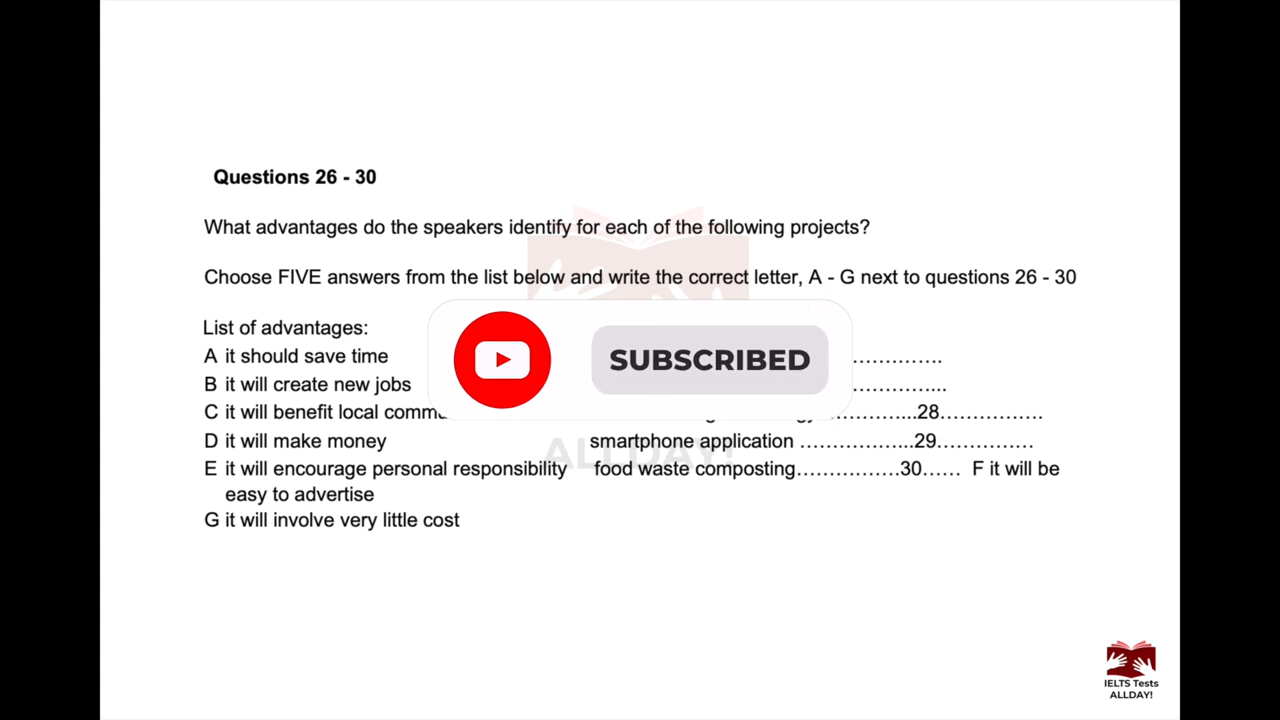 Questions 26 - 30
What advantages do the speakers identify for each of the following projects?
Choose FIVE answers from the list below and write the correct letter, A - G next to questions 26 - 30
List of advantages:
A it should save time …………..
B it will create new jobs …………...
C it will benefit local …………...28…………….
D it will make money smartphone application ……………...29……………
E it will encourage personal responsibility food waste composting…………….30…… F it will be
easy to advertise
G it will involve very little cost
SUBSCRIBED
ALLDAY!
IELTS Tests
ALLDAY!